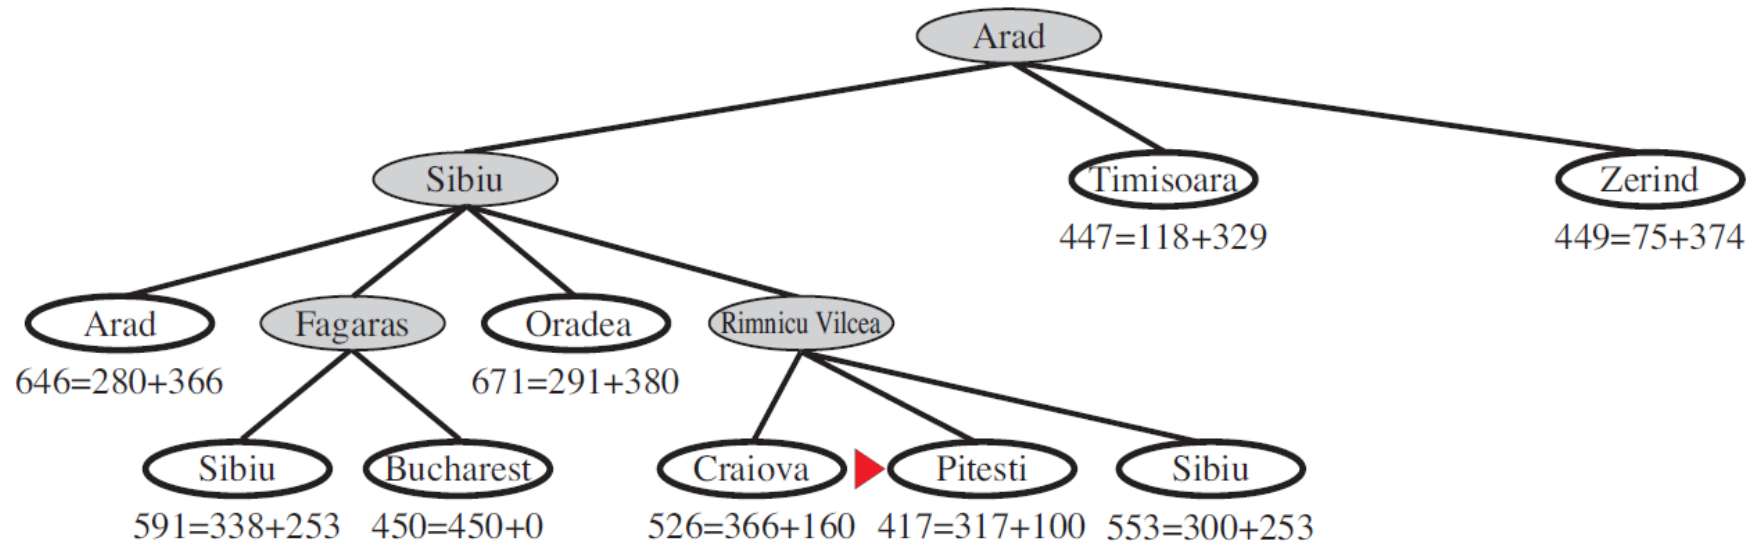 Arad
Sibiu Timisoara Zerind
447=118+329 449=75+374
Arad Fagaras Oradea Rimnicu Vilcea
646=280+366 671=291+380
Sibiu Bucharest Craiova Pitesti Sibiu
591=338+253 450=450+0 526=366+160 417=317+100 553=300+253